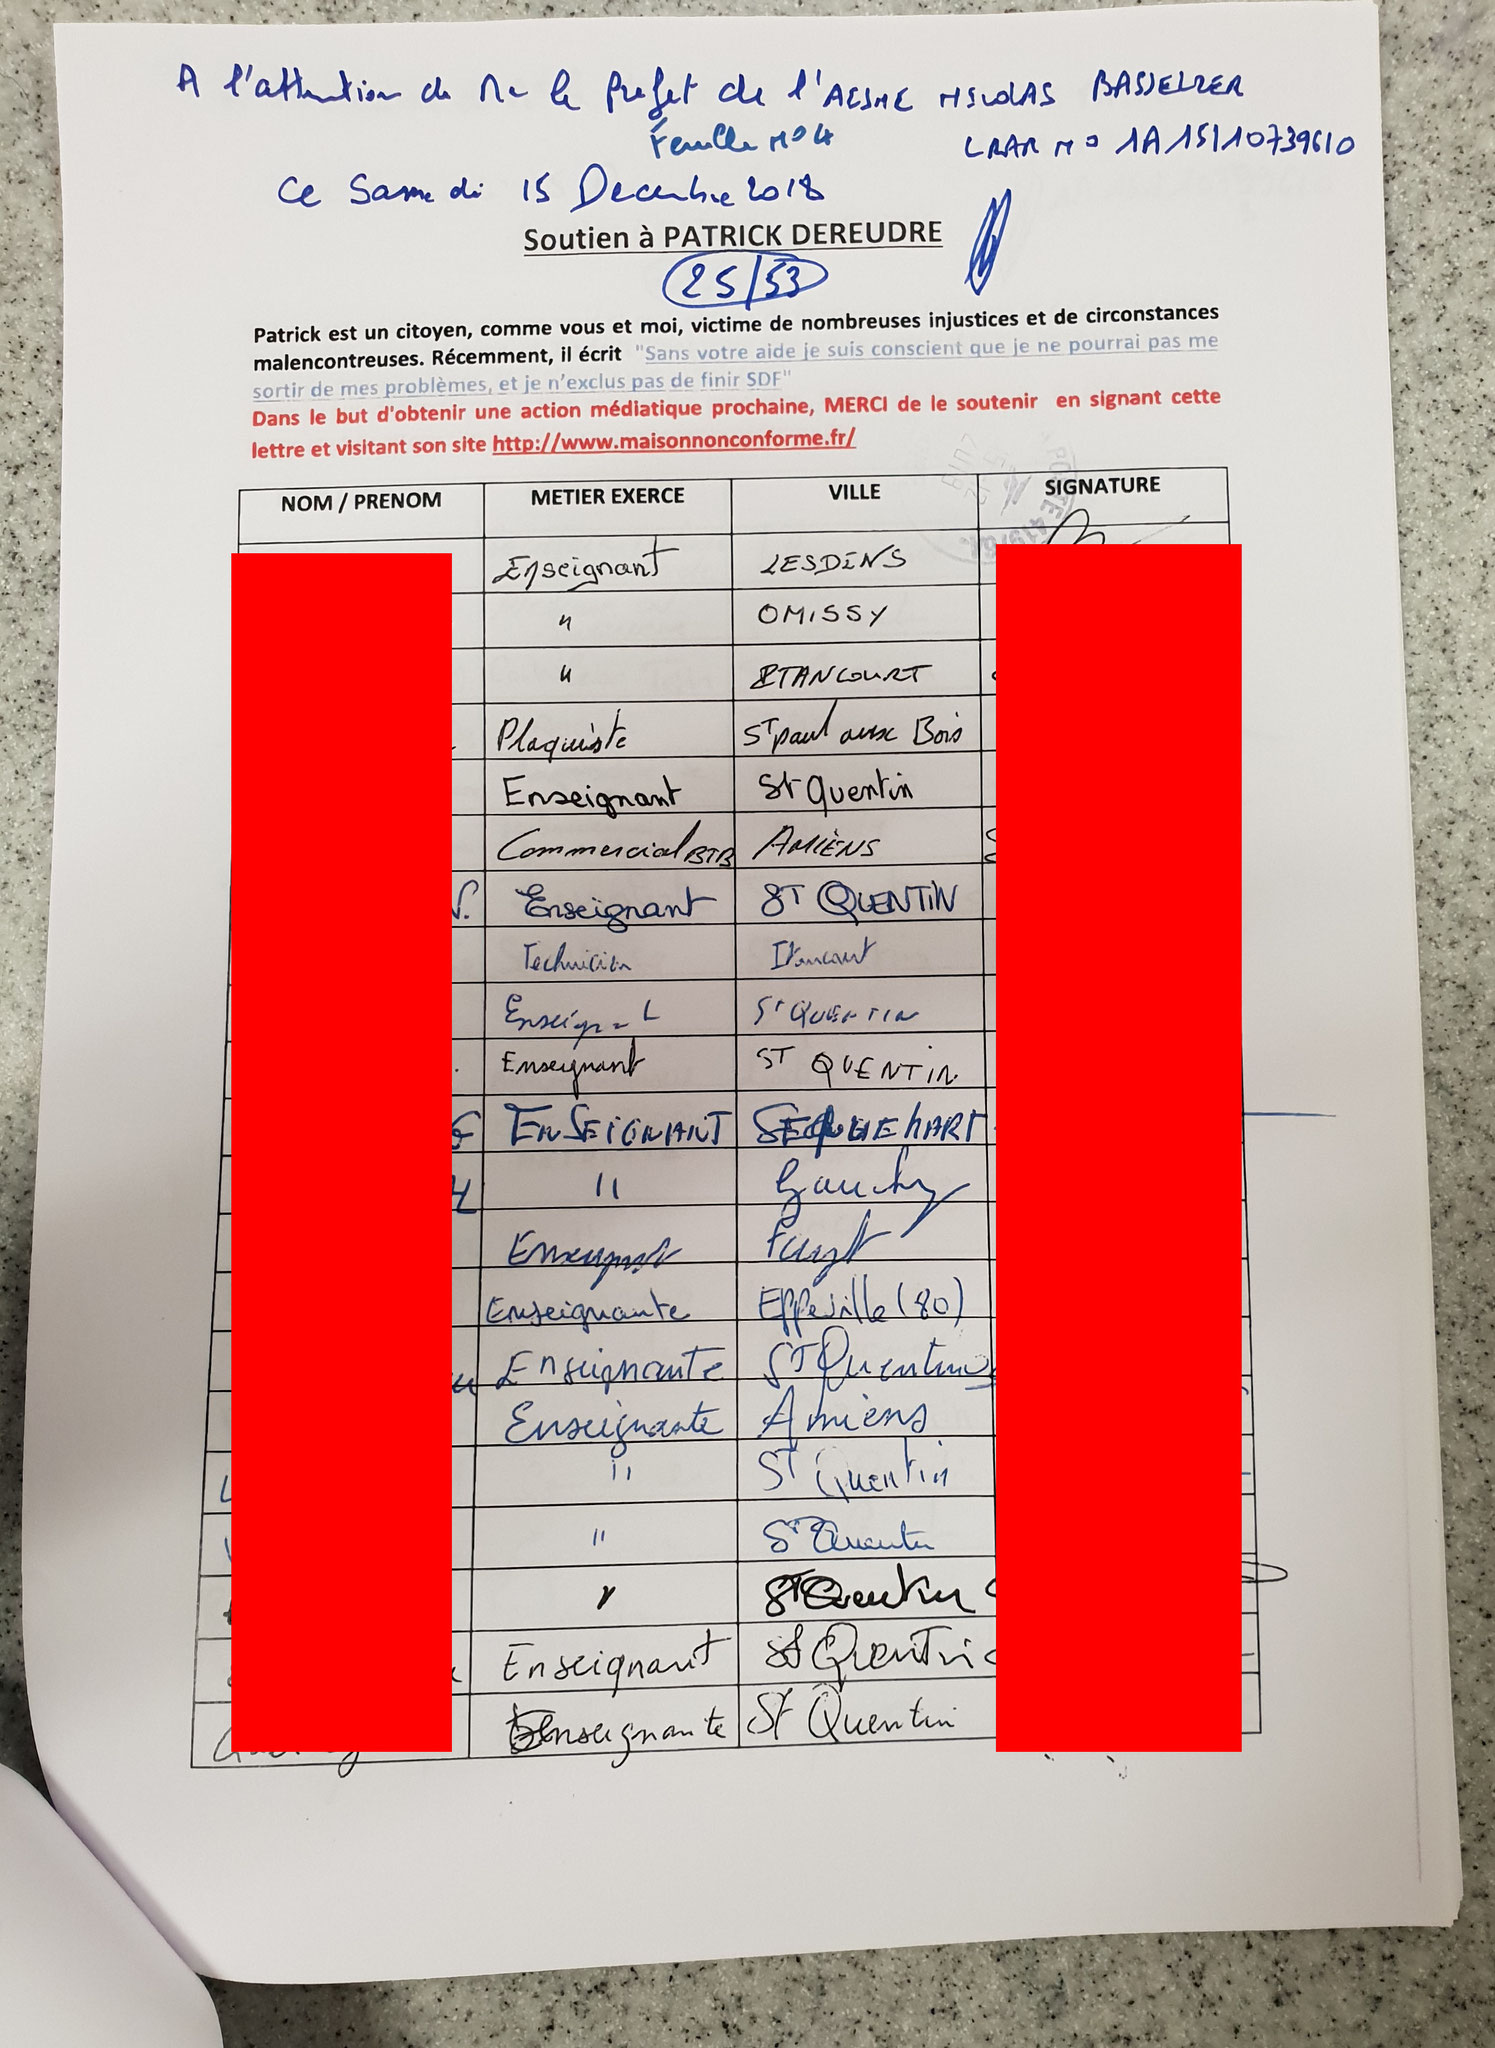 A l'attention de Mr le Préfet de l'AISNE NICOLAS BASSELIER
Feuille N° 4
LRAR N° 1A 151 107 3961 0
Ce Samedi 15 Decembre 2018
Soutien à PATRICK DEREUDRE
25/53
Patrick est un citoyen, comme vous et moi, victime de nombreuses injustices et de circonstances
malencontreuses. Récemment, il écrit "Sans votre aide je suis conscient que je ne pourrai pas me
sortir de mes problèmes, et je n'exclus pas de finir SDF"
Dans le but d'obtenir une action médiatique prochaine, MERCI de le soutenir en signant cette
lettre et visitant son site http://www.maisonnonconforme.fr/
NOM / PRENOM METIER EXERCE VILLE SIGNATURE
Enseignant LESDINS
" OMISSY
" ETANCOURT
Plaquiste St paul aux Bois
Enseignant St Quentin
Commercial BTB AMIENS
Enseignant ST QUENTIN
Technicien
Enseignant St QUENTIN
Enseignant ST QUENTIN
ENSEIGNANT SEQUEHART
" Gauchy
Enseignant
Enseignante Eppeville (80)
Enseignante ST Quentin
Enseignante Amiens
" ST Quentin
" St Quentin
" St Quentin
Enseignant St Quentin
Enseignante St Quentin